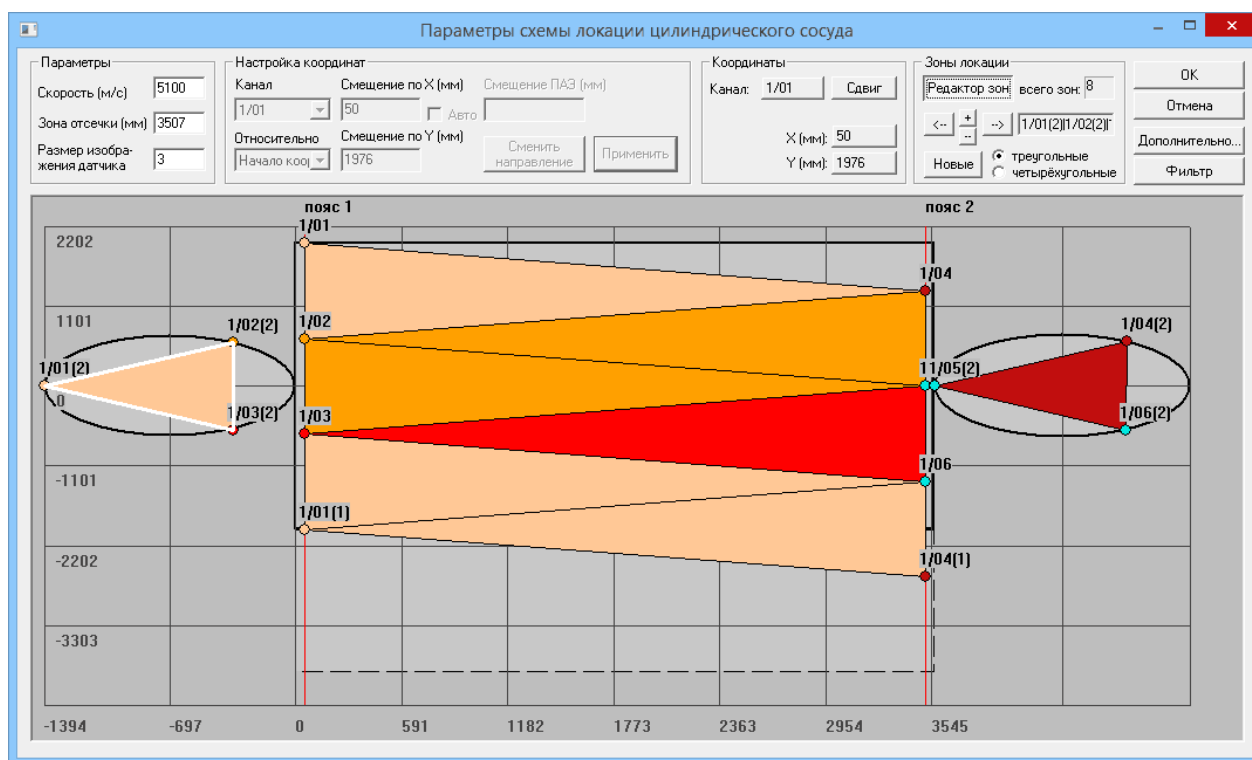 Параметры схемы локации цилиндрического сосуда
Параметры
Скорость (м/с) 5100
Зона отсечки (мм) 3507
Размер изобра-
жения датчика 3
Настройка координат
Канал Смещение по X (мм) Смещение ПАЭ (мм)
1/01 50 Авто
Относительно Смещение по Y (мм)
Начало коор 1976
Сменить
направление
Применить
Координаты
Канал: 1/01 Сдвиг
X (мм): 50
Y (мм): 1976
Зоны локации
Редактор зон всего зон: 8
<-- + -- --> 1/01(2)|1/02(2)|
Новые треугольные
четырёхугольные
OK
Отмена
Дополнительно...
Фильтр
пояс 1 пояс 2
1/01
2202
1/04
1101 1/02(2) 1/02 1/04(2)
1/01(2) 11/05(2)
0 1/03(2) 1/03 1/06(2)
-1101 1/06
1/01(1)
-2202 1/04(1)
-3303
-1394 -697 0 591 1182 1773 2363 2954 3545